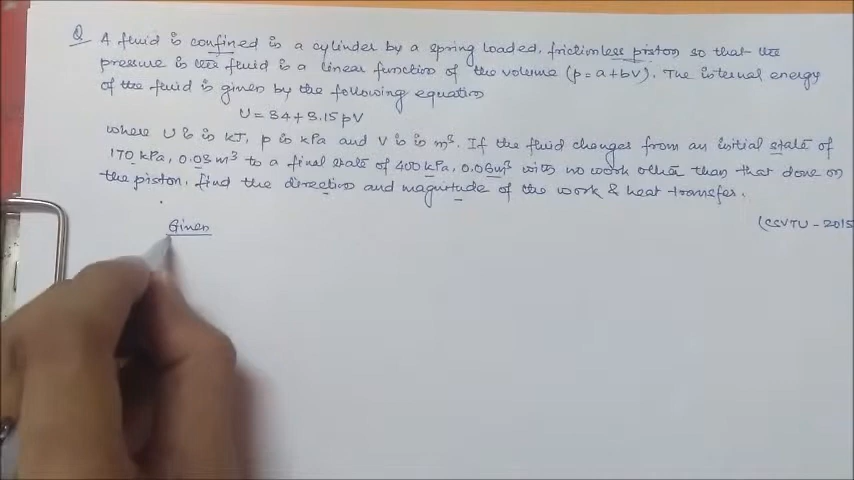 Q A fluid is confined in a cylinder by a spring loaded, frictionless piston so that the
pressure in the fluid is a linear function of the volume (p = a + bV). The internal energy
of the fluid is given by the following equation
U = 34 + 3.15 pV
where U is in kJ, p in kPa and V is in m³. If the fluid changes from an initial state of
170 kPa, 0.03 m³ to a final state of 400 kPa, 0.06 m³ with no work other than that done on
the piston, find the direction and magnitude of the work & heat transfer.
(CSVTU - 2015
Given